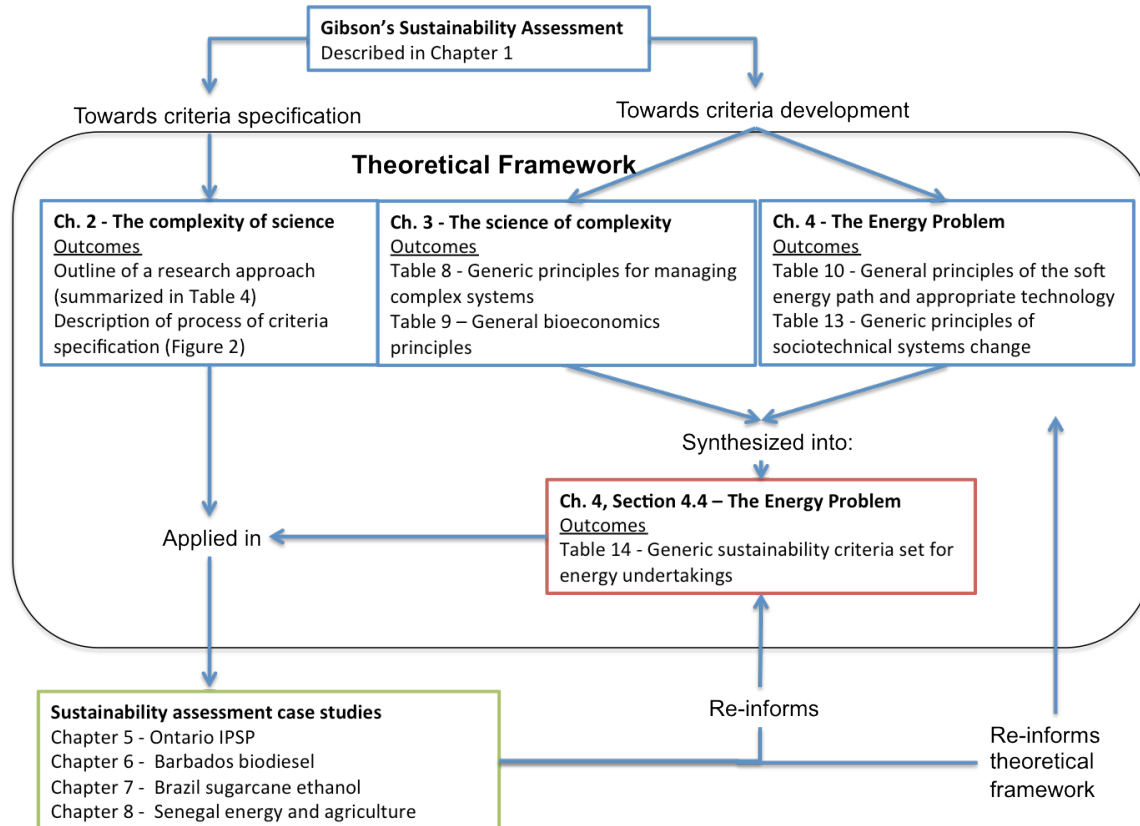 Gibson's Sustainability Assessment
Described in Chapter 1
Towards criteria specification
Towards criteria development
Theoretical Framework
Ch. 2 - The complexity of science
Outcomes
Outline of a research approach
(summarized in Table 4)
Description of process of criteria
specification (Figure 2)
Ch. 3 - The science of complexity
Outcomes
Table 8 - Generic principles for managing
complex systems
Table 9 – General bioeconomics
principles
Ch. 4 - The Energy Problem
Outcomes
Table 10 - General principles of the soft
energy path and appropriate technology
Table 13 - Generic principles of
sociotechnical systems change
Synthesized into:
Ch. 4, Section 4.4 – The Energy Problem
Outcomes
Table 14 - Generic sustainability criteria set for
energy undertakings
Applied in
Sustainability assessment case studies
Chapter 5 - Ontario IPSP
Chapter 6 - Barbados biodiesel
Chapter 7 - Brazil sugarcane ethanol
Chapter 8 - Senegal energy and agriculture
Re-informs
Re-informs
theoretical
framework